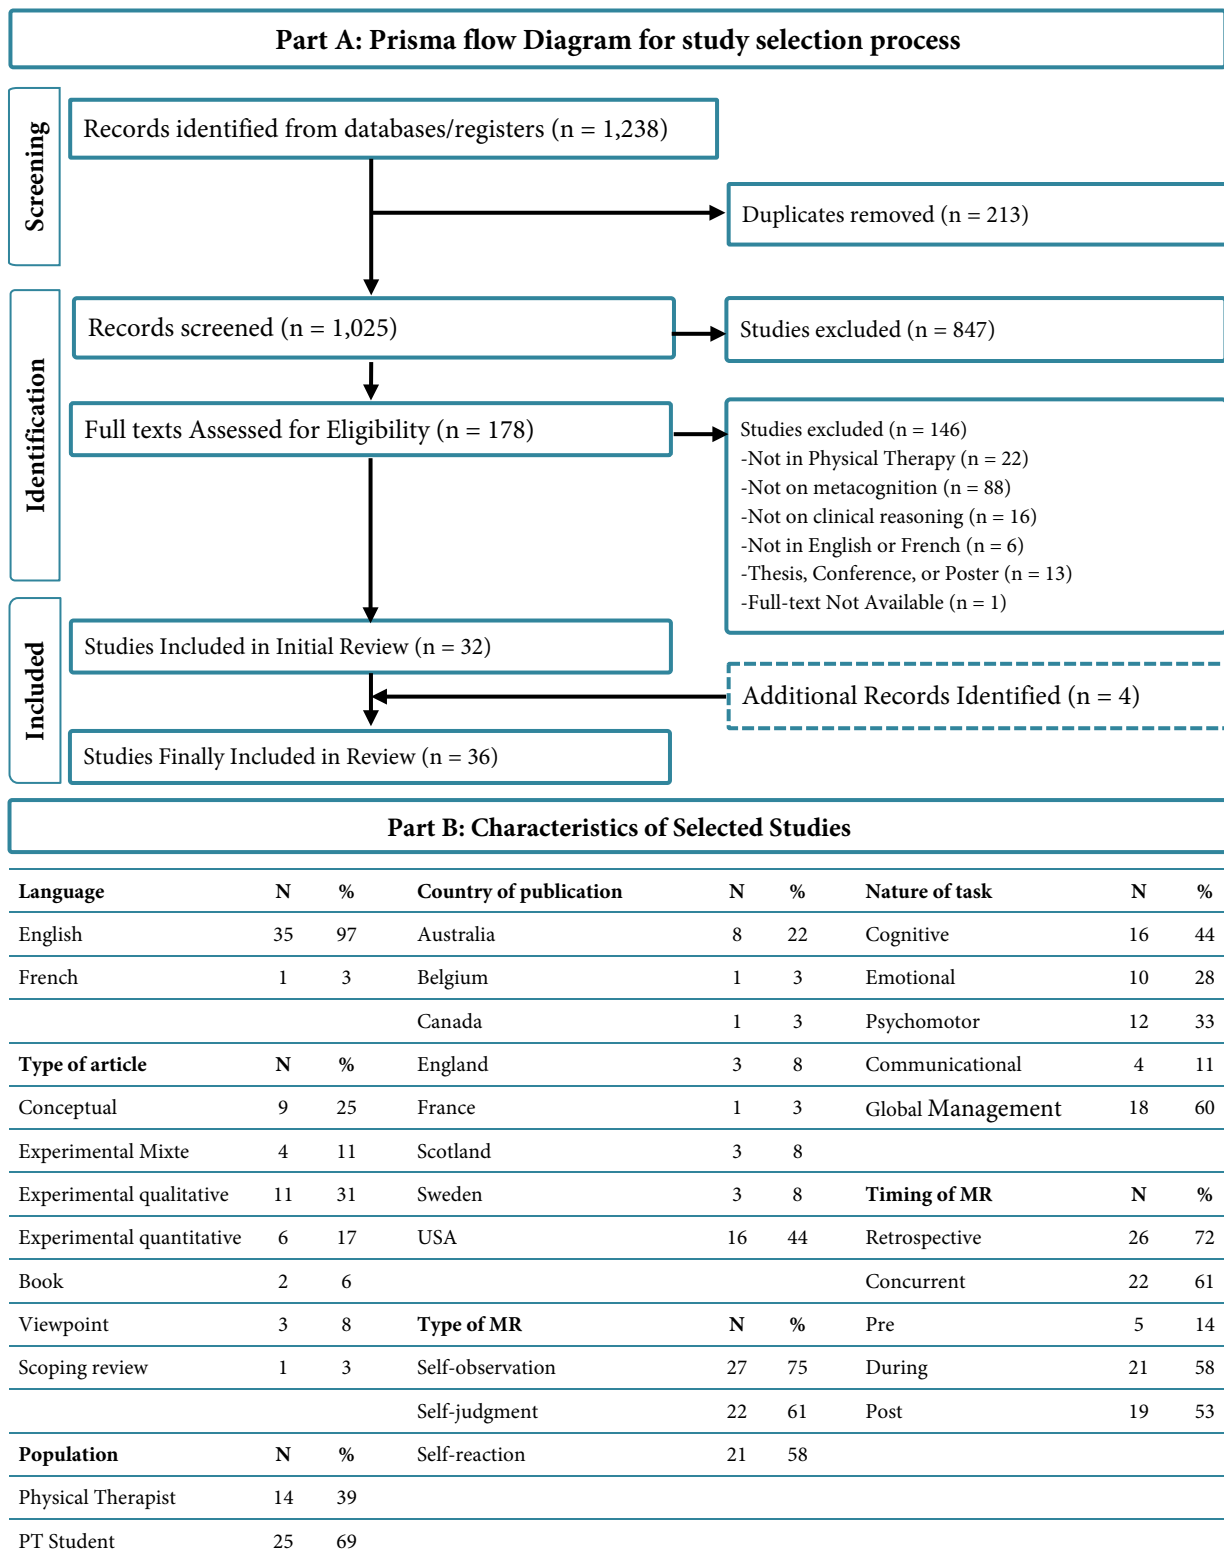 Part A: Prisma flow Diagram for study selection process
Screening
Records identified from databases/registers (n = 1,238)
Duplicates removed (n = 213)
Identification
Records screened (n = 1,025)
Studies excluded (n = 847)
Full texts Assessed for Eligibility (n = 178)
Studies excluded (n = 146)
-Not in Physical Therapy (n = 22)
-Not on metacognition (n = 88)
-Not on clinical reasoning (n = 16)
-Not in English or French (n = 6)
-Thesis, Conference, or Poster (n = 13)
-Full-text Not Available (n = 1)
Included
Studies Included in Initial Review (n = 32)
Additional Records Identified (n = 4)
Studies Finally Included in Review (n = 36)
Part B: Characteristics of Selected Studies
Language N % Country of publication N % Nature of task N %
English 35 97 Australia 8 22 Cognitive 16 44
French 1 3 Belgium 1 3 Emotional 10 28
Canada 1 3 Psychomotor 12 33
Type of article N % England 3 8 Communicational 4 11
Conceptual 9 25 France 1 3 Global Management 18 60
Experimental Mixte 4 11 Scotland 3 8
Experimental qualitative 11 31 Sweden 3 8 Timing of MR N %
Experimental quantitative 6 17 USA 16 44 Retrospective 26 72
Book 2 6 Concurrent 22 61
Viewpoint 3 8 Type of MR N % Pre 5 14
Scoping review 1 3 Self-observation 27 75 During 21 58
Self-judgment 22 61 Post 19 53
Population N % Self-reaction 21 58
Physical Therapist 14 39
PT Student 25 69